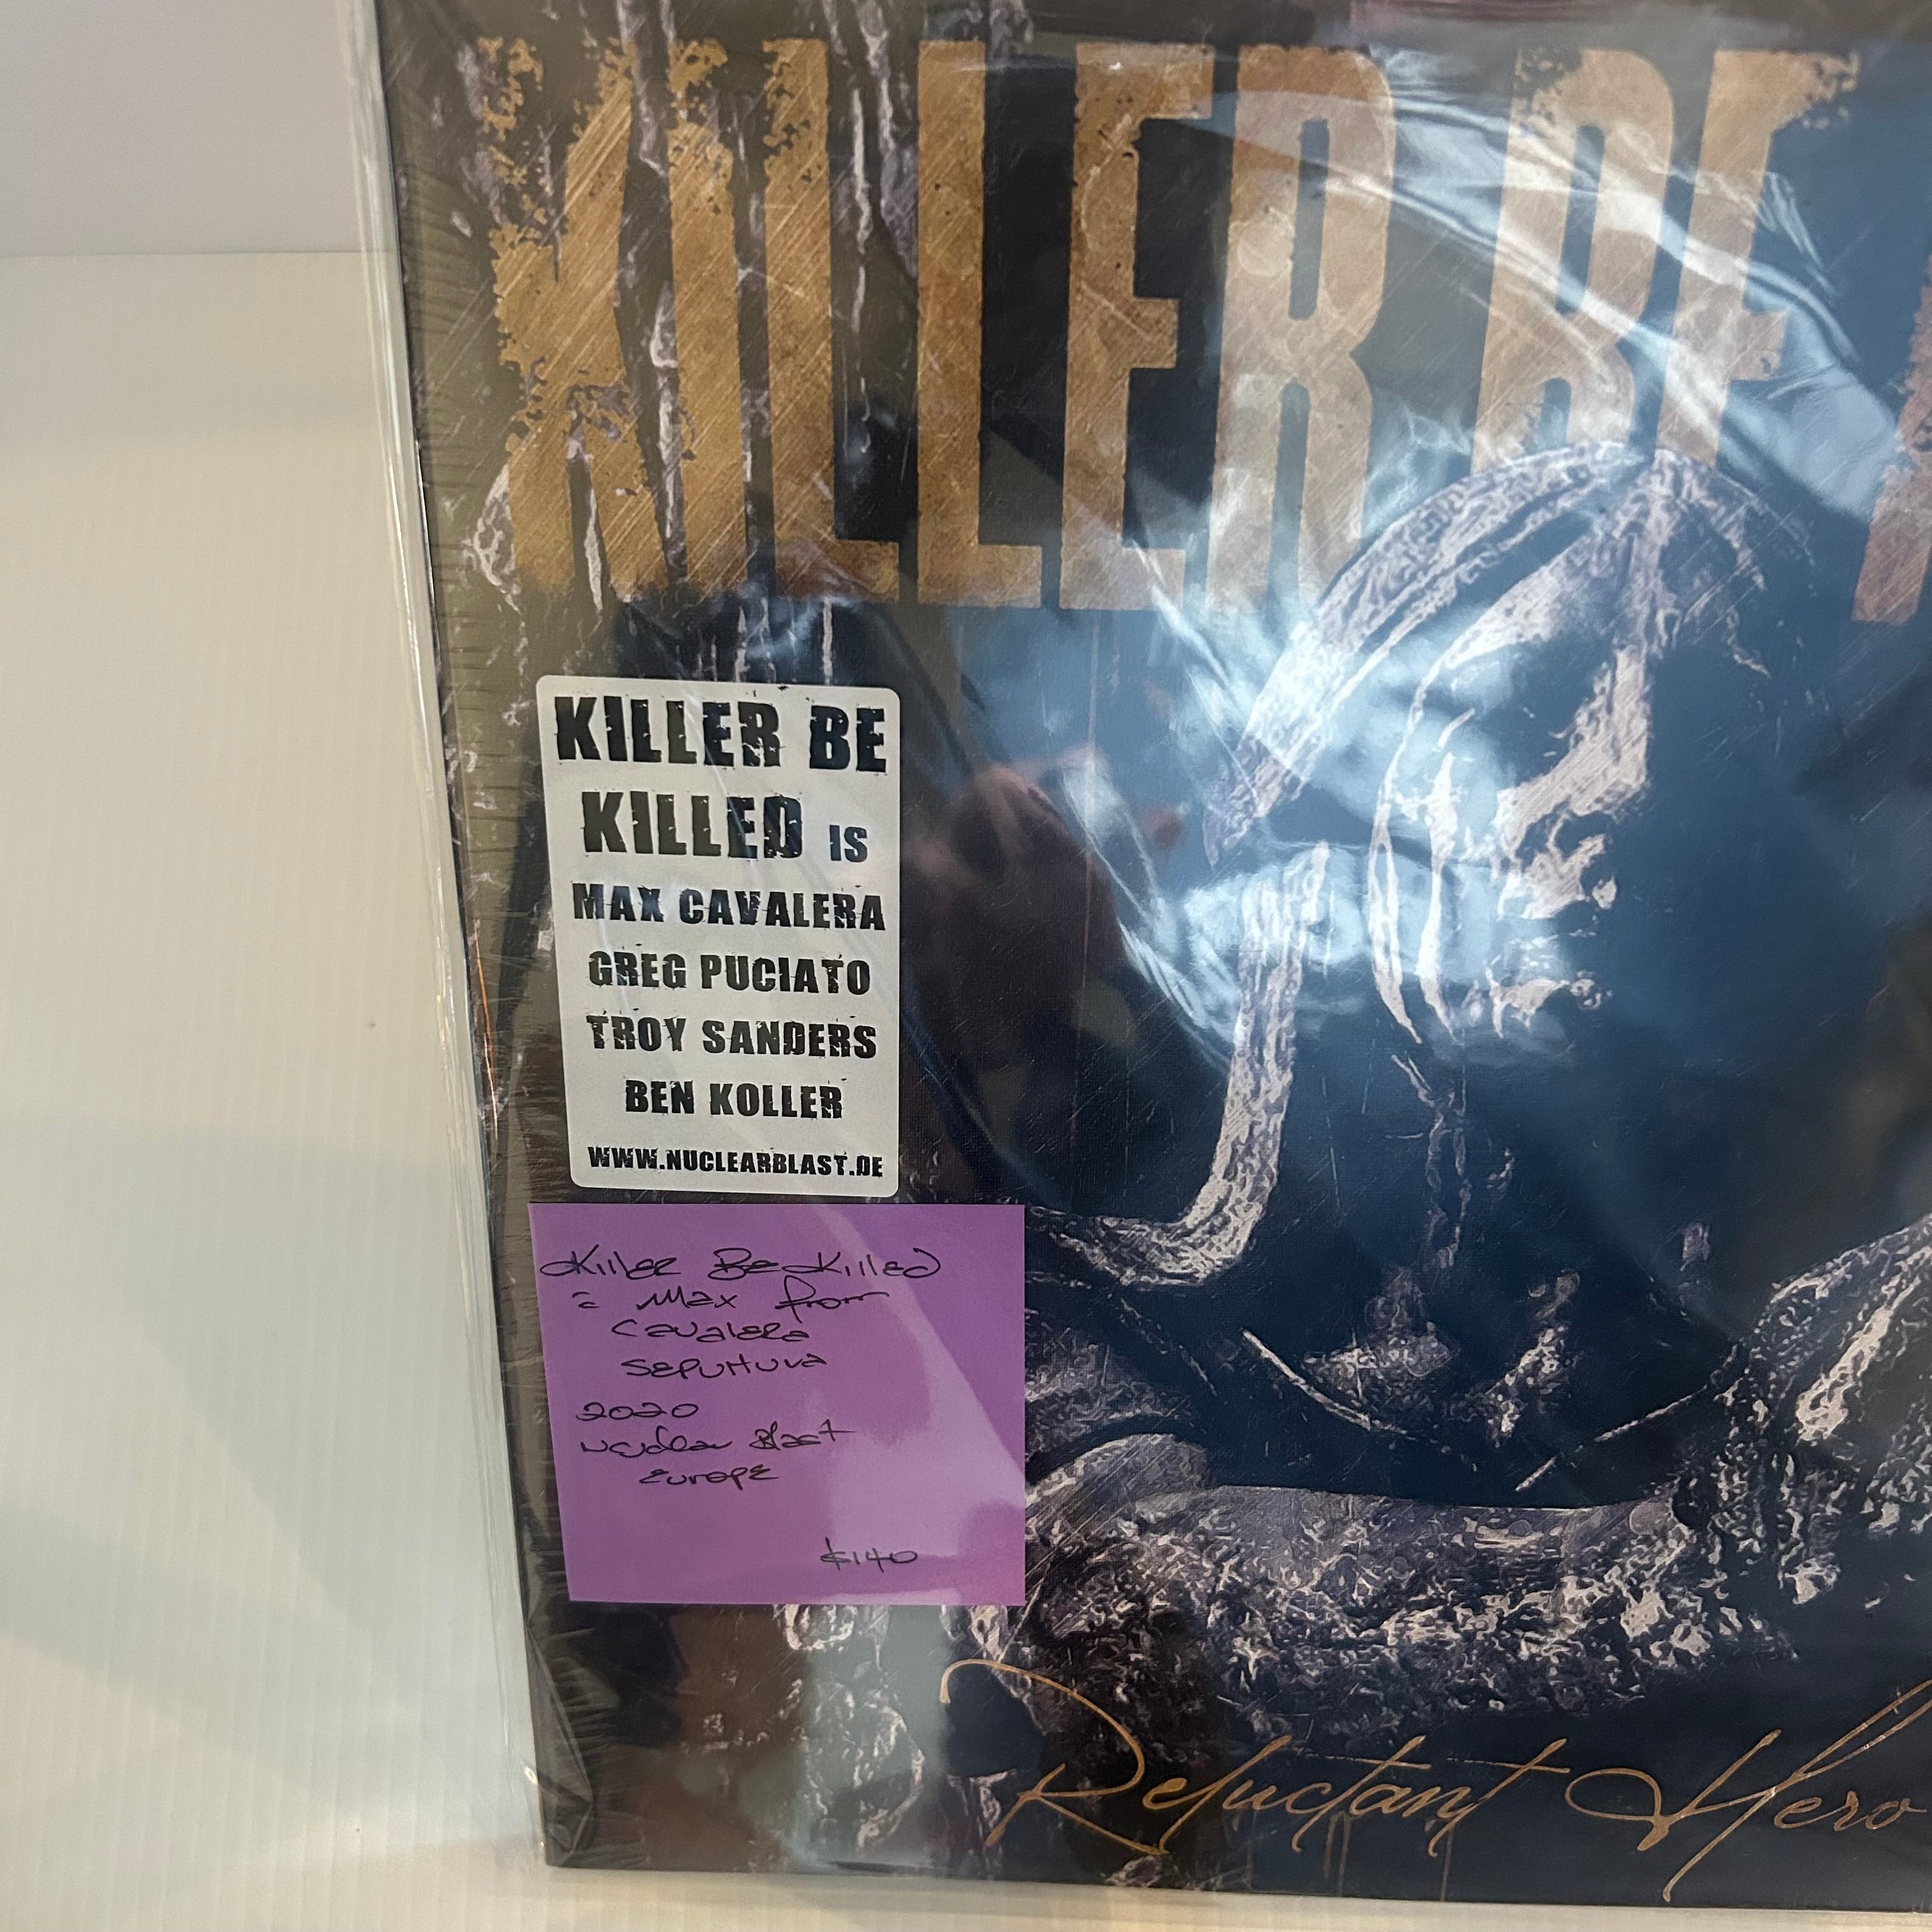 KILLER BE
KILLER BE
KILLED IS
MAX CAVALERA
GREG PUCIATO
TROY SANDERS
BEN KOLLER
WWW.NUCLEARBLAST.DE
Killer Be Killed
= Max from
Cavalera
Sepultura
2020
Nuclear Blast
Europe
$140
Reluctant Hero